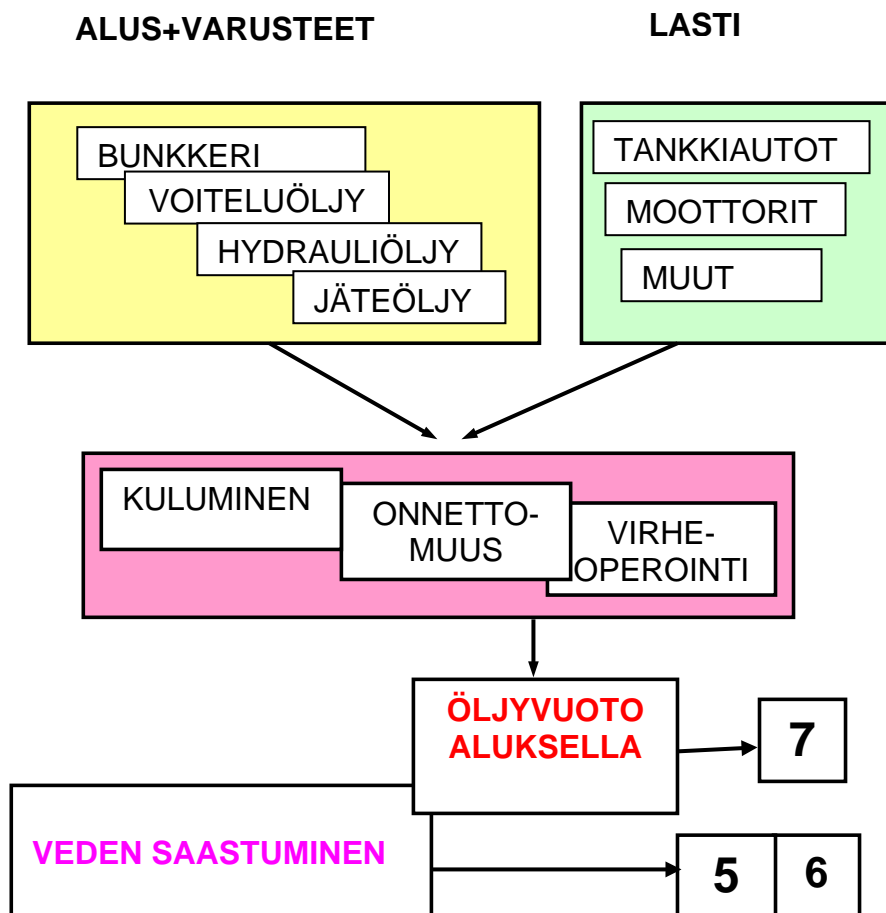 ALUS+VARUSTEET
LASTI
BUNKKERI
VOITELUÖLJY
HYDRAULIÖLJY
JÄTEÖLJY
TANKKIAUTOT
MOOTTORIT
MUUT
KULUMINEN
ONNETTO-
MUUS
VIRHE-
OPEROINTI
ÖLJYVUOTO
ALUKSELLA
7
VEDEN SAASTUMINEN
5
6